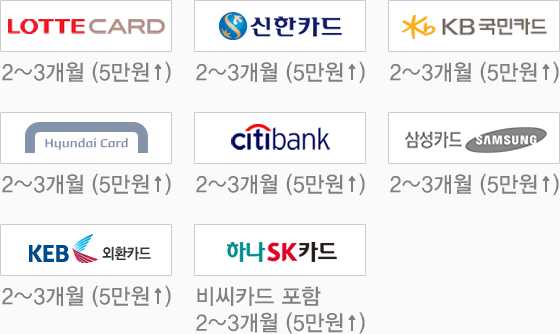 LOTTE CARD 신한카드 KB국민카드
2~3개월 (5만원↑) 2~3개월 (5만원↑) 2~3개월 (5만원↑)
Hyundai Card citibank 삼성카드 SAMSUNG
2~3개월 (5만원↑) 2~3개월 (5만원↑) 2~3개월 (5만원↑)
KEB 외환카드 하나SK카드
2~3개월 (5만원↑) 비씨카드 포함
2~3개월 (5만원↑)